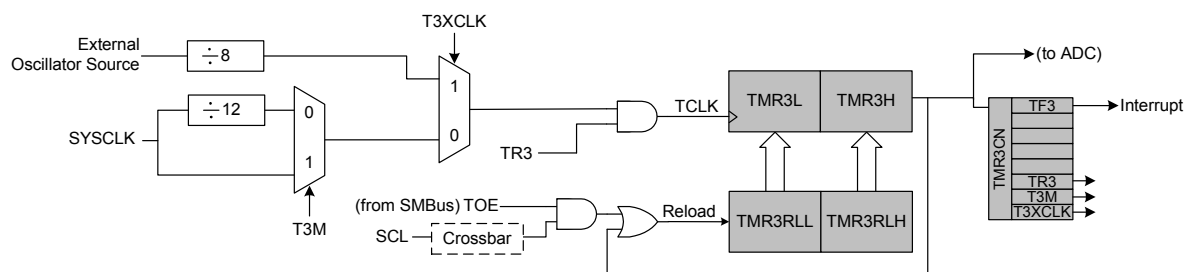 T3XCLK
External
Oscillator Source
÷8
1
0
(to ADC)
÷12
0
1
SYSCLK
T3M
TR3
TCLK
TMR3L
TMR3H
TMR3CN
TF3
Interrupt
TR3
T3M
T3XCLK
(from SMBus) TOE
SCL
Crossbar
Reload
TMR3RLL
TMR3RLH